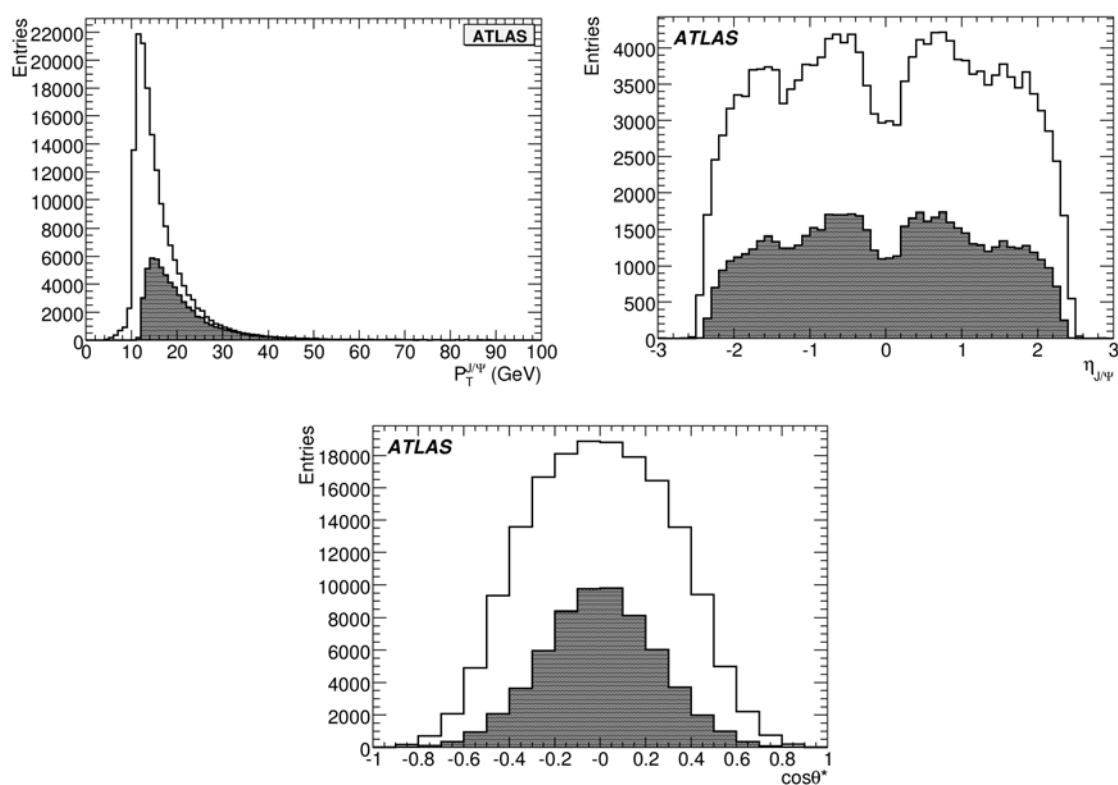 Entries
ATLAS
22000
20000
18000
16000
14000
12000
10000
8000
6000
4000
2000
0
0 10 20 30 40 50 60 70 80 90 100
P_T^{J/Ψ} (GeV)
Entries
ATLAS
4000
3500
3000
2500
2000
1500
1000
500
0
-3 -2 -1 0 1 2 3
η_{J/Ψ}
Entries
ATLAS
18000
16000
14000
12000
10000
8000
6000
4000
2000
0
-1 -0.8 -0.6 -0.4 -0.2 -0 0.2 0.4 0.6 0.8 1
cosθ*